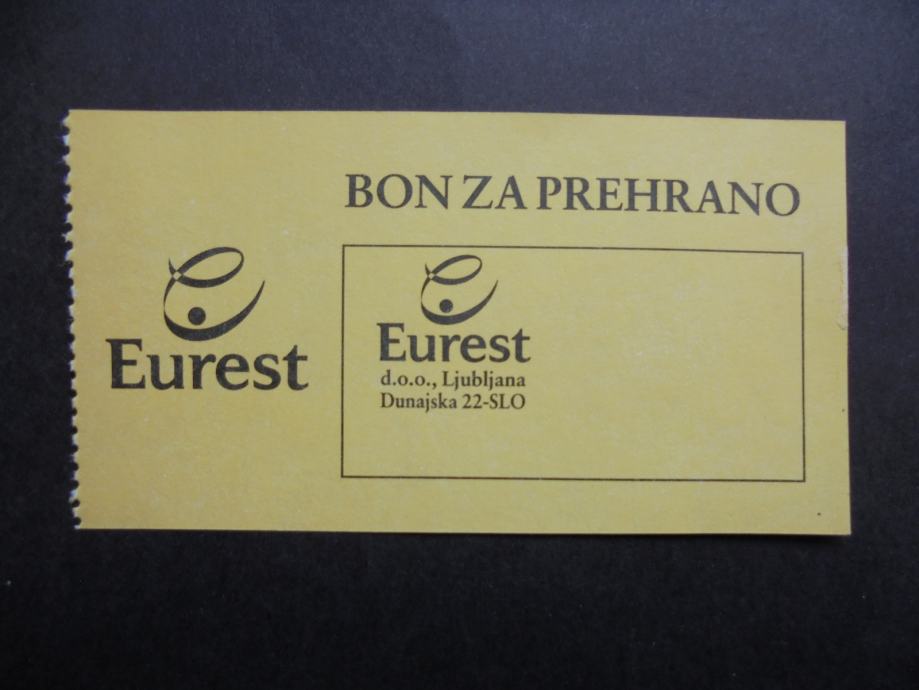 BON ZA PREHRANO
Eurest
Eurest
d.o.o., Ljubljana
Dunajska 22-SLO